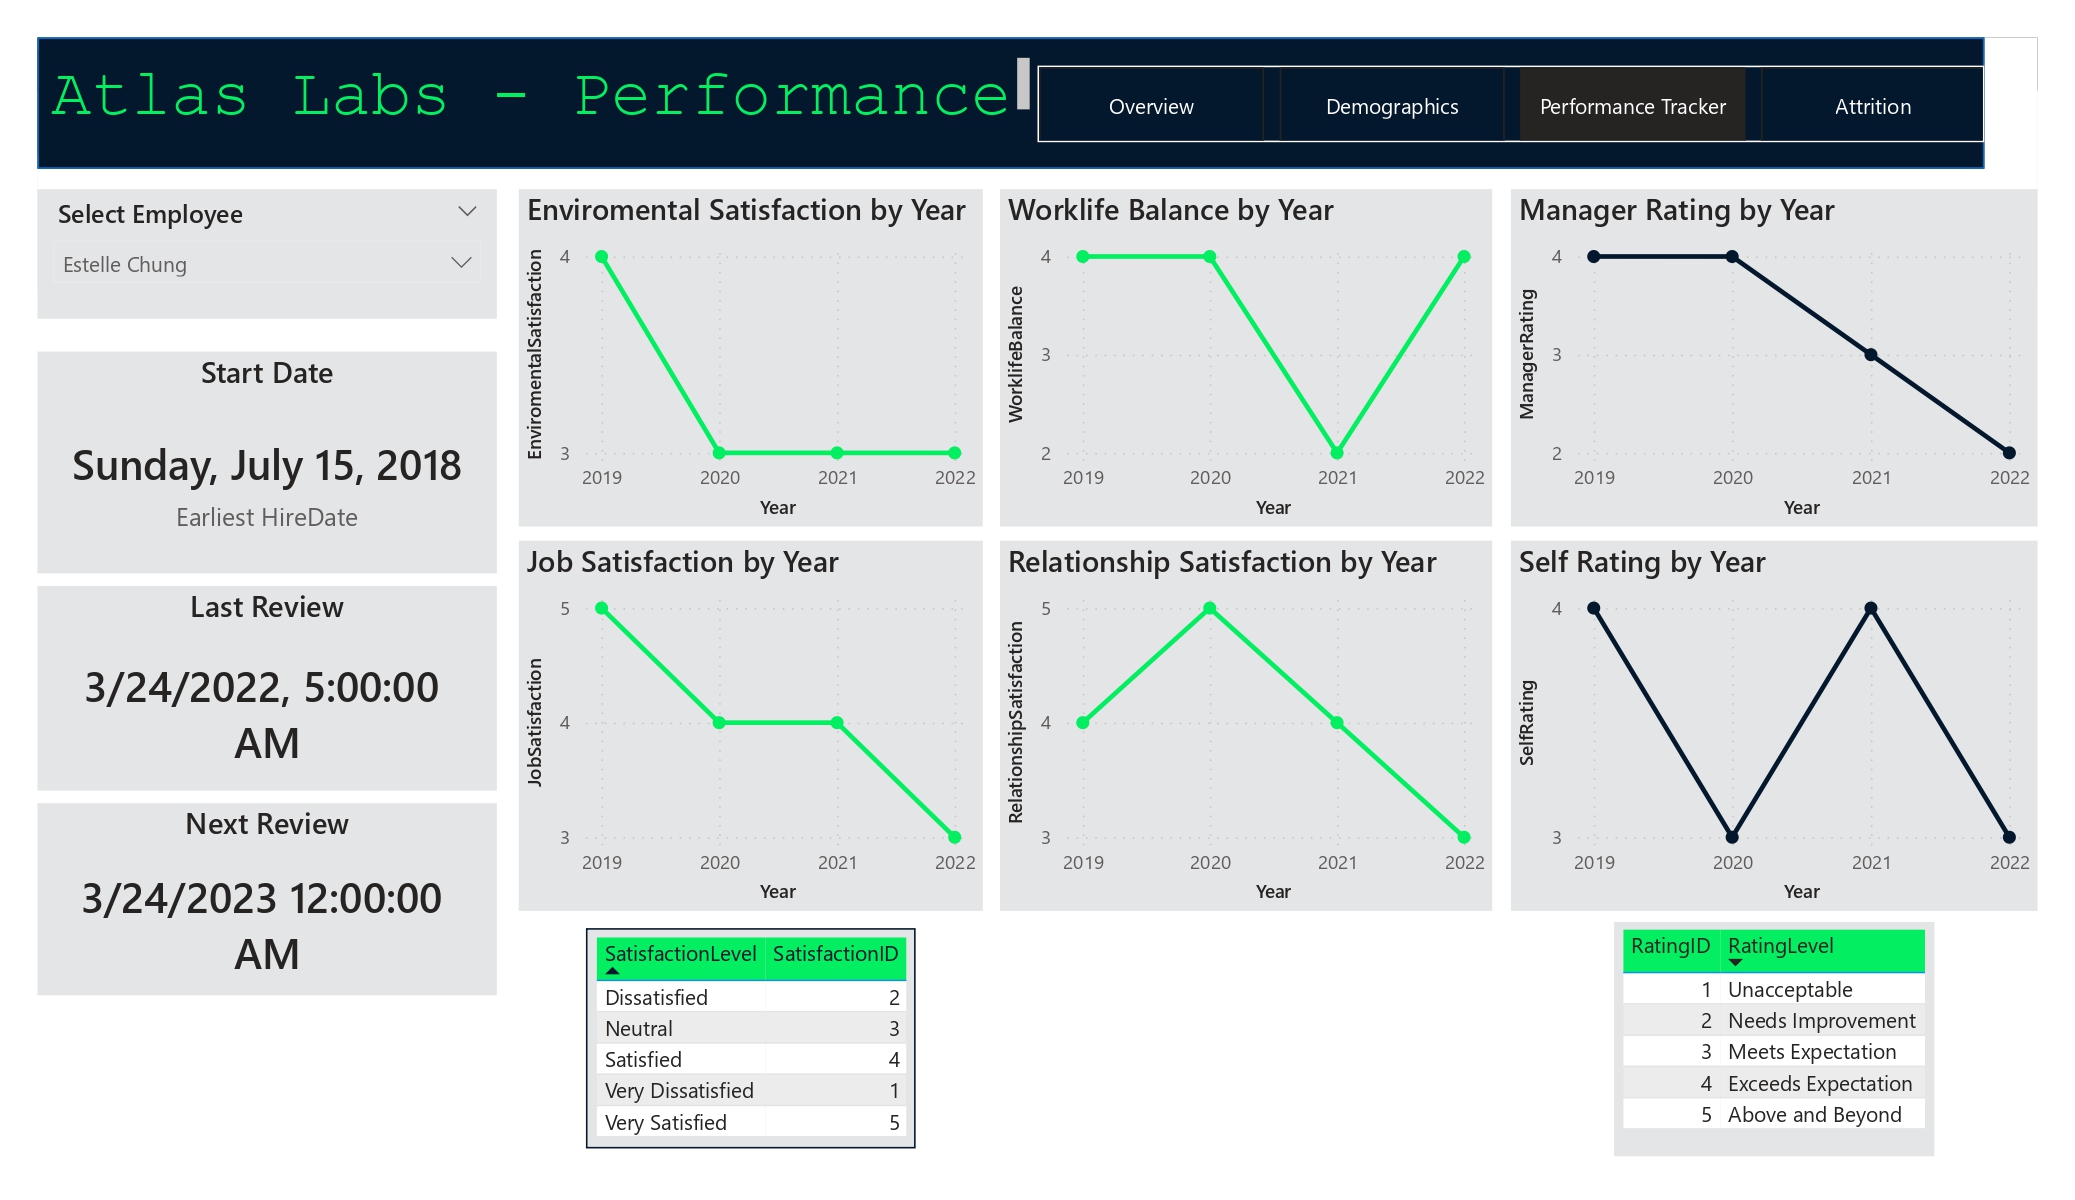 Atlas Labs - Performance
Overview
Demographics
Performance Tracker
Attrition
Select Employee
Estelle Chung
Start Date
Sunday, July 15, 2018
Earliest HireDate
Last Review
3/24/2022, 5:00:00
AM
Next Review
3/24/2023 12:00:00
AM
Enviromental Satisfaction by Year
EnviromentalSatisfaction
4
3
2019 2020 2021 2022
Year
Worklife Balance by Year
WorklifeBalance
4
3
2
2019 2020 2021 2022
Year
Manager Rating by Year
ManagerRating
4
3
2
2019 2020 2021 2022
Year
Job Satisfaction by Year
JobSatisfaction
5
4
3
2019 2020 2021 2022
Year
Relationship Satisfaction by Year
RelationshipSatisfaction
5
4
3
2019 2020 2021 2022
Year
Self Rating by Year
SelfRating
4
3
2019 2020 2021 2022
Year
SatisfactionLevel SatisfactionID
Dissatisfied 2
Neutral 3
Satisfied 4
Very Dissatisfied 1
Very Satisfied 5
RatingID RatingLevel
1 Unacceptable
2 Needs Improvement
3 Meets Expectation
4 Exceeds Expectation
5 Above and Beyond